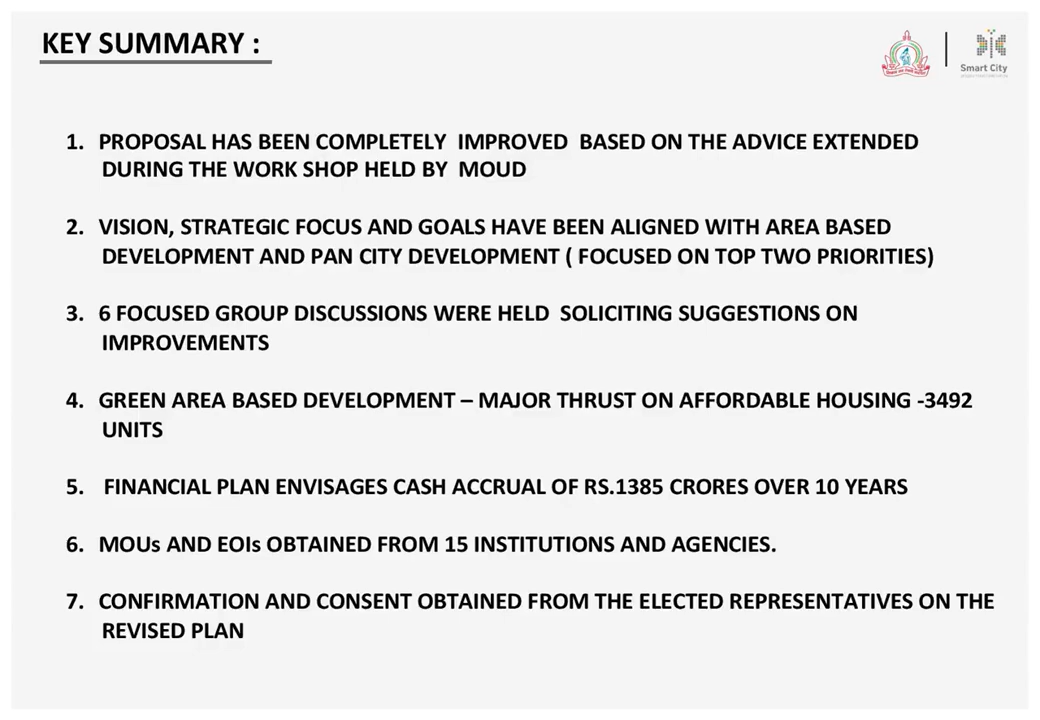 KEY SUMMARY :
Smart City
1. PROPOSAL HAS BEEN COMPLETELY IMPROVED BASED ON THE ADVICE EXTENDED
DURING THE WORK SHOP HELD BY MOUD
2. VISION, STRATEGIC FOCUS AND GOALS HAVE BEEN ALIGNED WITH AREA BASED
DEVELOPMENT AND PAN CITY DEVELOPMENT ( FOCUSED ON TOP TWO PRIORITIES)
3. 6 FOCUSED GROUP DISCUSSIONS WERE HELD SOLICITING SUGGESTIONS ON
IMPROVEMENTS
4. GREEN AREA BASED DEVELOPMENT – MAJOR THRUST ON AFFORDABLE HOUSING -3492
UNITS
5. FINANCIAL PLAN ENVISAGES CASH ACCRUAL OF RS.1385 CRORES OVER 10 YEARS
6. MOUs AND EOIs OBTAINED FROM 15 INSTITUTIONS AND AGENCIES.
7. CONFIRMATION AND CONSENT OBTAINED FROM THE ELECTED REPRESENTATIVES ON THE
REVISED PLAN